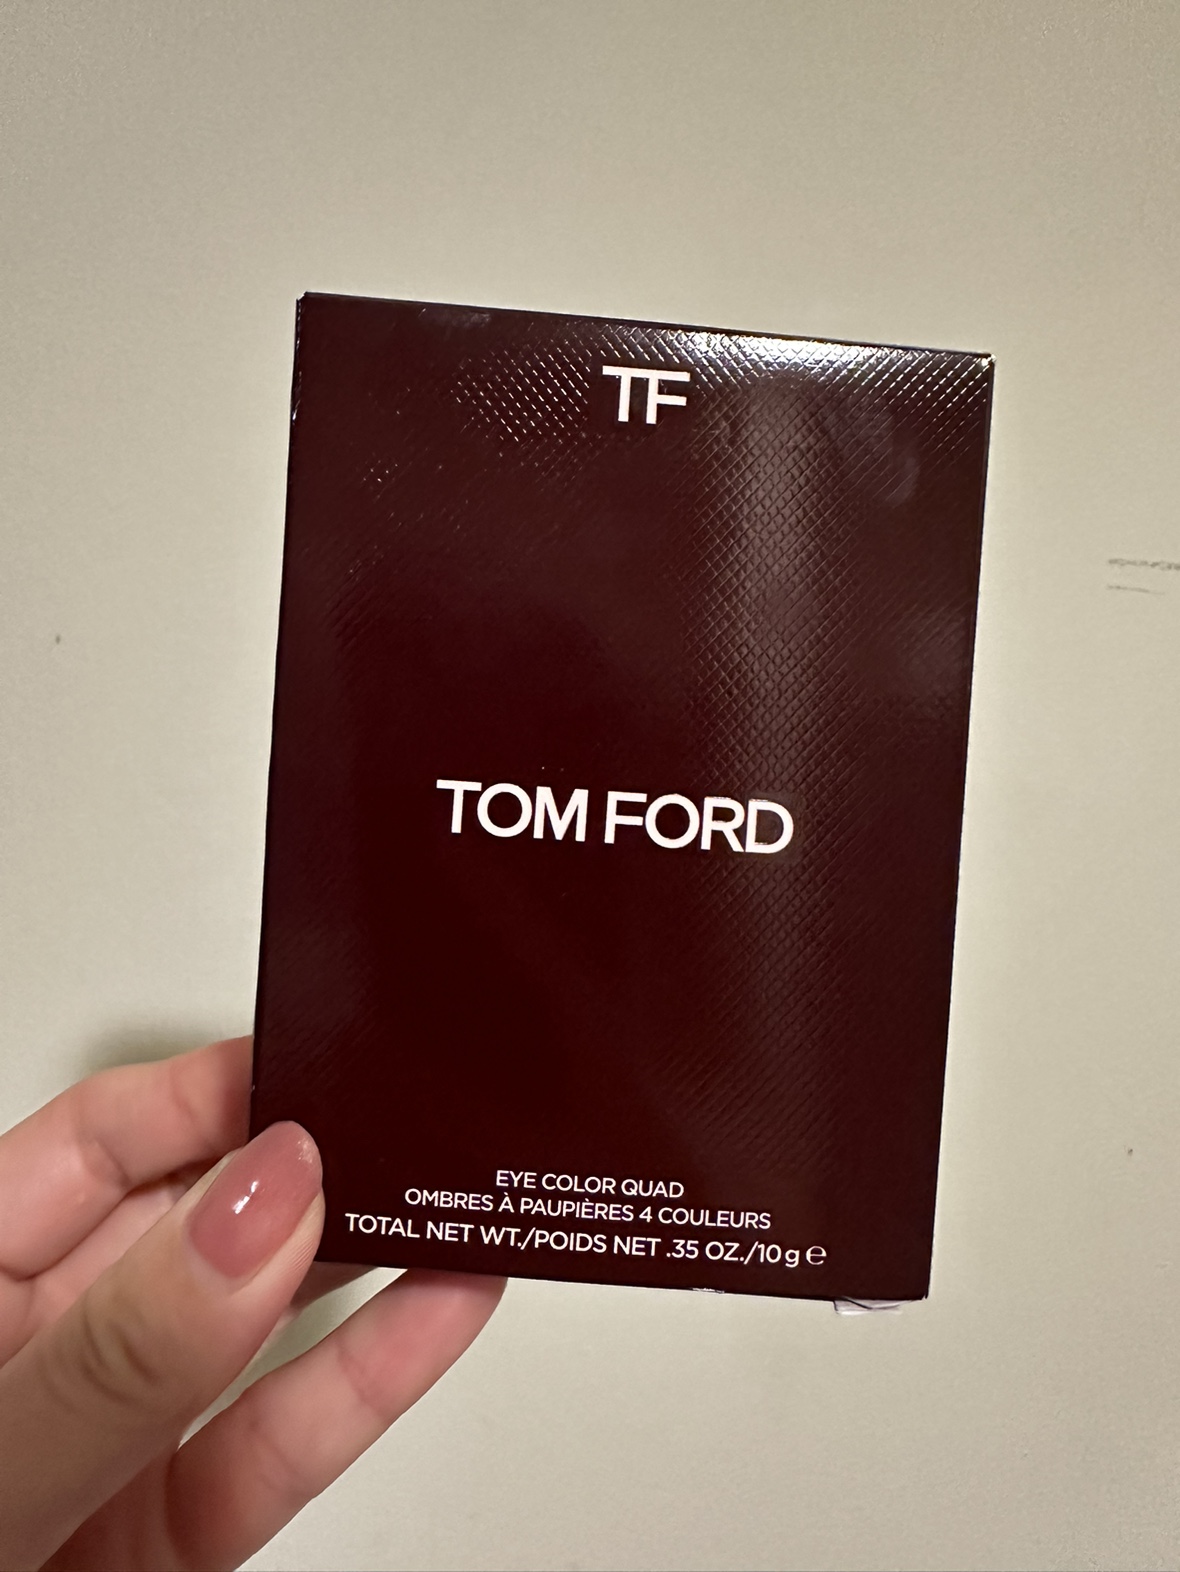 TF
TOM FORD
EYE COLOR QUAD
OMBRES À PAUPIÈRES 4 COULEURS
TOTAL NET WT./POIDS NET .35 OZ./10 g ℮